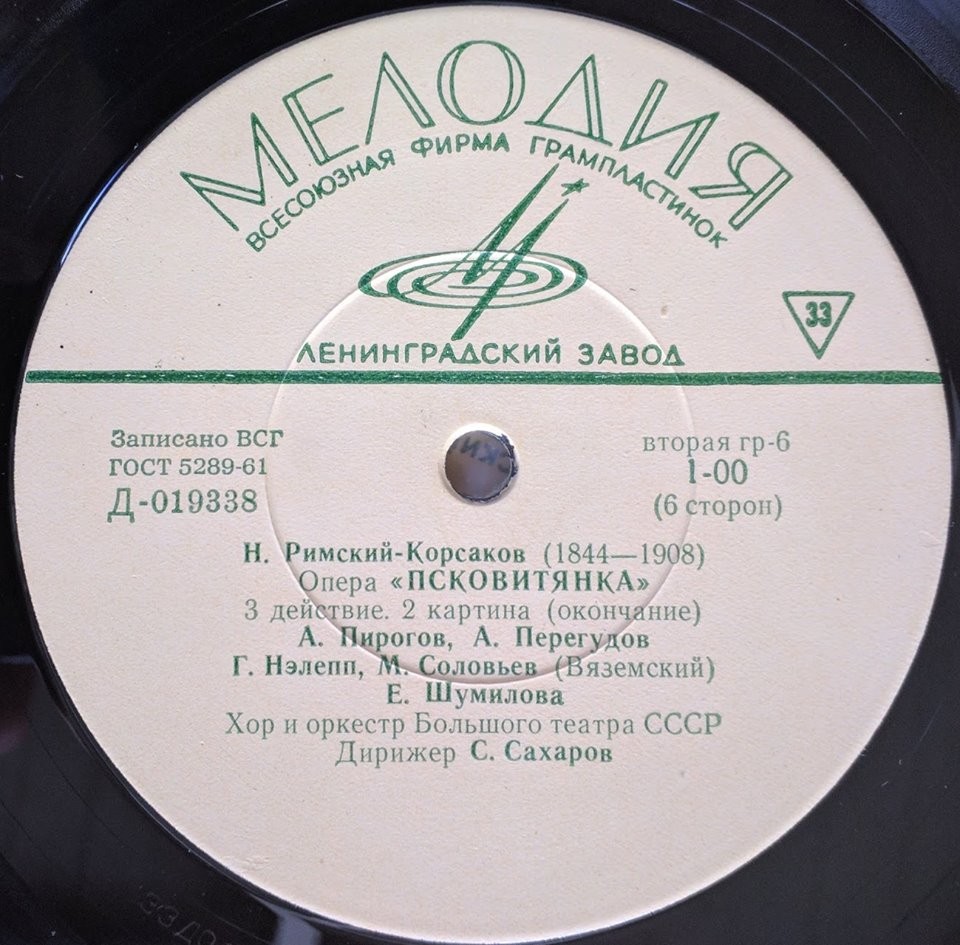 МЕЛОДИЯ
ВСЕСОЮЗНАЯ ФИРМА ГРАМПЛАСТИНОК
33
ЛЕНИНГРАДСКИЙ ЗАВОД
Записано ВСГ
ГОСТ 5289-61
Д-019338
вторая гр-6
1-00
(6 сторон)
Н. Римский-Корсаков (1844—1908)
Опера «ПСКОВИТЯНКА»
3 действие. 2 картина (окончание)
А. Пирогов, А. Перегудов
Г. Нэлепп, М. Соловьев (Вяземский)
Е. Шумилова
Хор и оркестр Большого театра СССР
Дирижер С. Сахаров